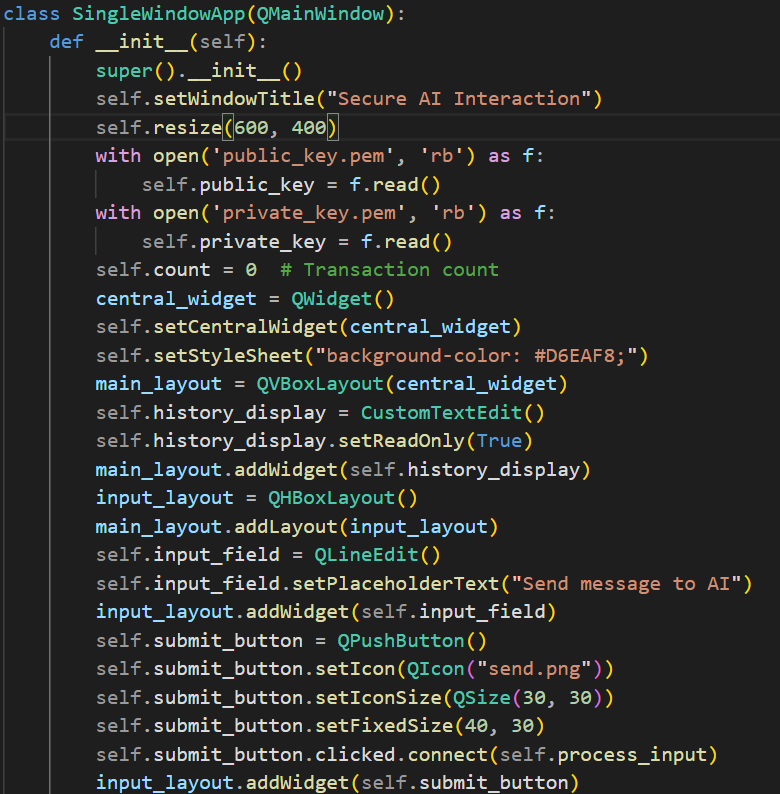 class SingleWindowApp(QMainWindow):
    def __init__(self):
        super().__init__()
        self.setWindowTitle("Secure AI Interaction")
        self.resize(600, 400)
        with open('public_key.pem', 'rb') as f:
            self.public_key = f.read()
        with open('private_key.pem', 'rb') as f:
            self.private_key = f.read()
        self.count = 0  # Transaction count
        central_widget = QWidget()
        self.setCentralWidget(central_widget)
        self.setStyleSheet("background-color: #D6EAF8;")
        main_layout = QVBoxLayout(central_widget)
        self.history_display = CustomTextEdit()
        self.history_display.setReadOnly(True)
        main_layout.addWidget(self.history_display)
        input_layout = QHBoxLayout()
        main_layout.addLayout(input_layout)
        self.input_field = QLineEdit()
        self.input_field.setPlaceholderText("Send message to AI")
        input_layout.addWidget(self.input_field)
        self.submit_button = QPushButton()
        self.submit_button.setIcon(QIcon("send.png"))
        self.submit_button.setIconSize(QSize(30, 30))
        self.submit_button.setFixedSize(40, 30)
        self.submit_button.clicked.connect(self.process_input)
        input_layout.addWidget(self.submit_button)